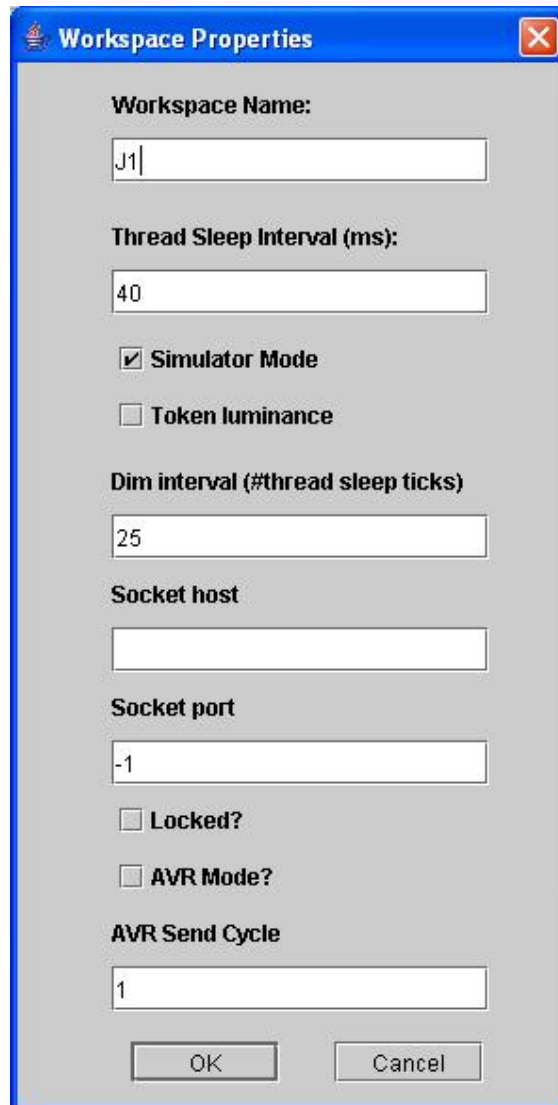 Workspace Properties
Workspace Name:
J1
Thread Sleep Interval (ms):
40
Simulator Mode
Token luminance
Dim interval (#thread sleep ticks)
25
Socket host
Socket port
-1
Locked?
AVR Mode?
AVR Send Cycle
1
OK Cancel